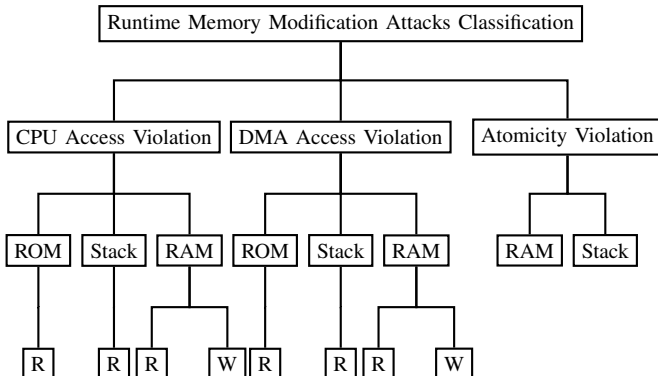 Runtime Memory Modification Attacks Classification
CPU Access Violation DMA Access Violation Atomicity Violation
ROM Stack RAM ROM Stack RAM RAM Stack
R R R W R R R W